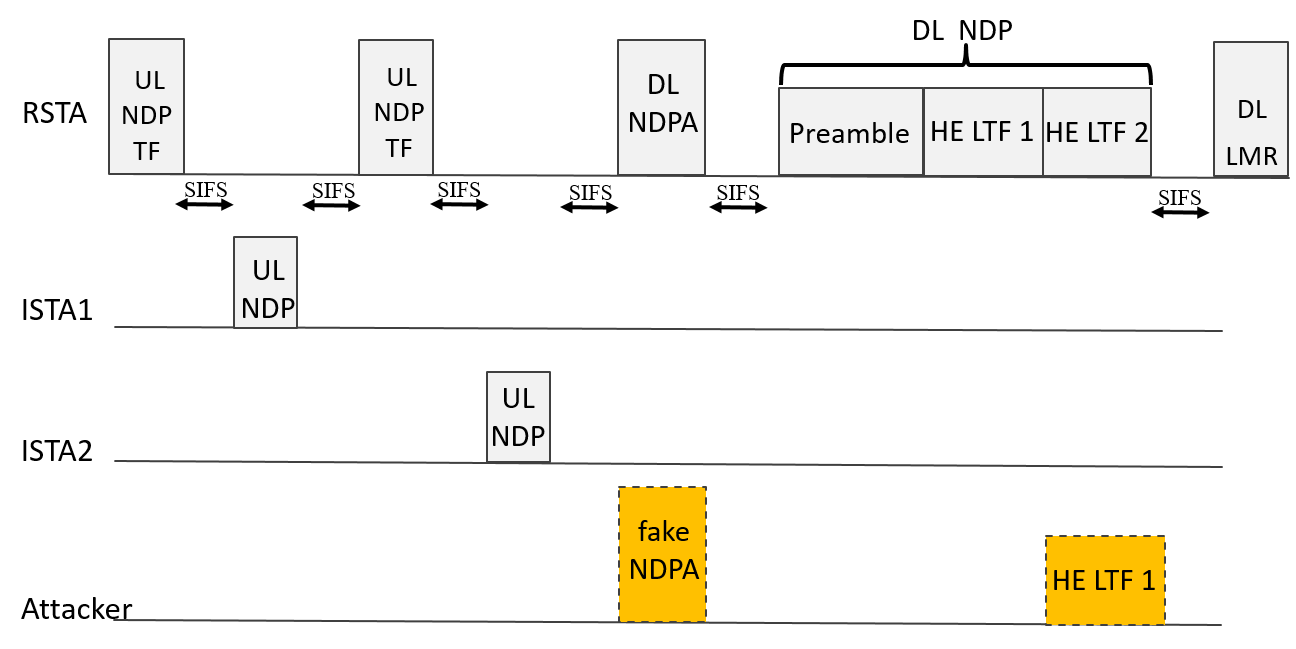 DL NDP
RSTA
UL
NDP
TF
UL
NDP
TF
DL
NDPA
Preamble
HE LTF 1
HE LTF 2
DL
LMR
SIFS
SIFS
SIFS
SIFS
SIFS
SIFS
ISTA1
UL
NDP
ISTA2
UL
NDP
Attacker
fake
NDPA
HE LTF 1